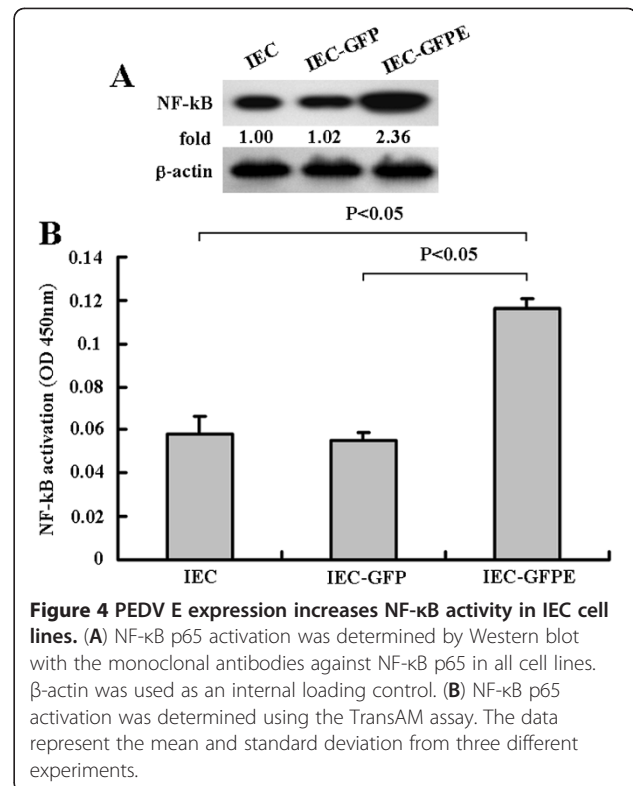 IEC IEC-GFP IEC-GFPE
A
NF-kB
fold 1.00 1.02 2.36
β-actin
P<0.05
B
P<0.05
0.14
0.12
0.1
0.08
0.06
0.04
0.02
0
NF-kB activation (OD 450nm)
IEC IEC-GFP IEC-GFPE
Figure 4 PEDV E expression increases NF-κB activity in IEC cell
lines. (A) NF-κB p65 activation was determined by Western blot
with the monoclonal antibodies against NF-κB p65 in all cell lines.
β-actin was used as an internal loading control. (B) NF-κB p65
activation was determined using the TransAM assay. The data
represent the mean and standard deviation from three different
experiments.